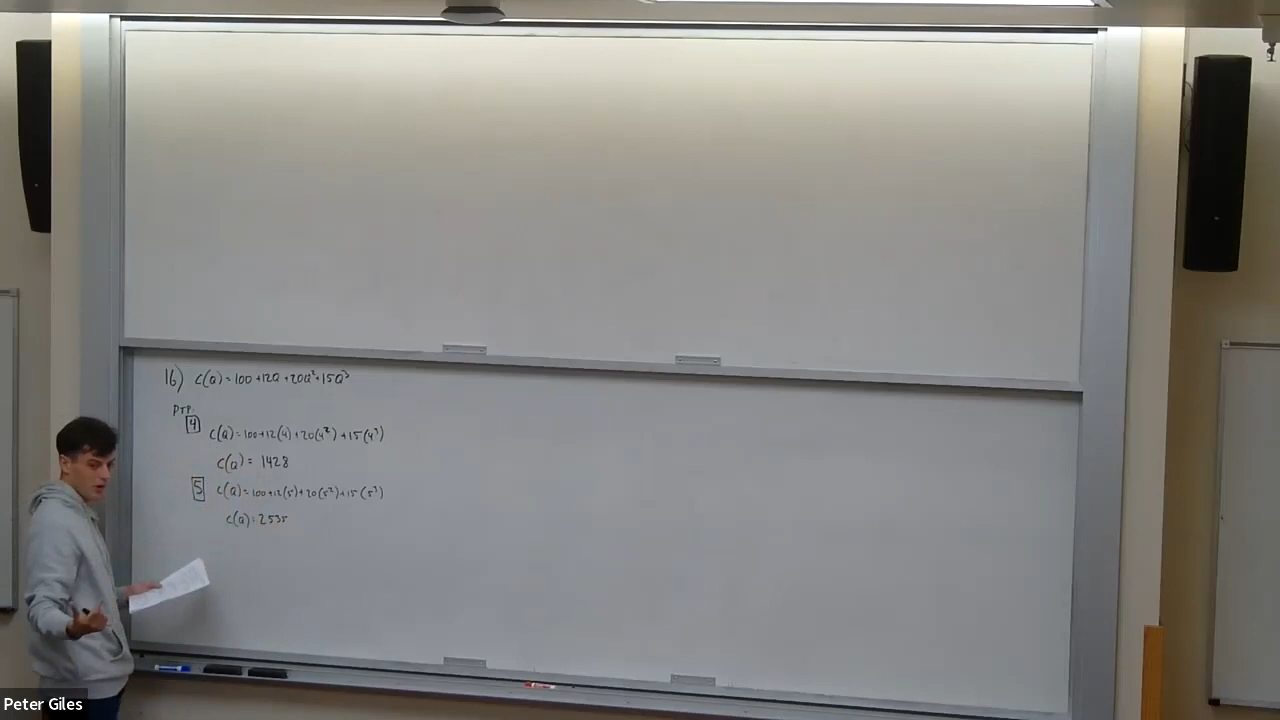 16) C(a)=100+12a+20a²+15a³
PTP
4
C(a)=100+12(4)+20(4²)+15(4³)
C(a)= 1428
5 C(a)=100+12(5)+20(5²)+15(5³)
C(a)=2535
Peter Giles